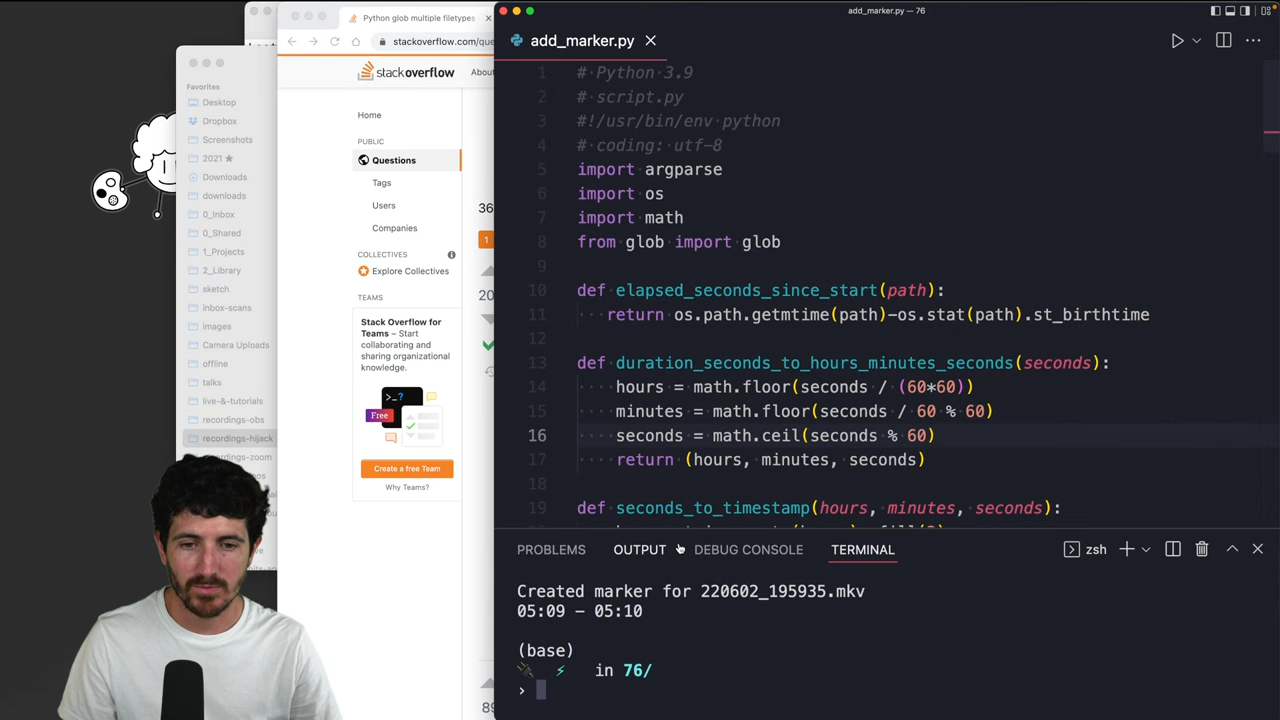 Favorites
Desktop
Dropbox
Screenshots
2021 ★
Downloads
downloads
0_Inbox
0_Shared
1_Projects
2_Library
sketch
inbox-scans
images
Camera Uploads
offline
talks
live-&-tutorials
recordings-obs
recordings-hijack
recordings-zoom
Python glob multiple filetypes
stackoverflow.com/que
stackoverflow
About
Home
PUBLIC
Questions
Tags
Users
Companies
COLLECTIVES
Explore Collectives
TEAMS
Stack Overflow for
Teams – Start
collaborating and
sharing organizational
knowledge.
>_?
Free
Create a free Team
Why Teams?
36
1
20
89
add_marker.py — 76
add_marker.py
1 # Python 3.9
2 # script.py
3 #!/usr/bin/env python
4 # coding: utf-8
5 import argparse
6 import os
7 import math
8 from glob import glob
9
10 def elapsed_seconds_since_start(path):
11 return os.path.getmtime(path)-os.stat(path).st_birthtime
12
13 def duration_seconds_to_hours_minutes_seconds(seconds):
14 hours = math.floor(seconds / (60*60))
15 minutes = math.floor(seconds / 60 % 60)
16 seconds = math.ceil(seconds % 60)
17 return (hours, minutes, seconds)
18
19 def seconds_to_timestamp(hours, minutes, seconds):
PROBLEMS OUTPUT DEBUG CONSOLE TERMINAL zsh
Created marker for 220602_195935.mkv
05:09 – 05:10
(base)
in 76/
›